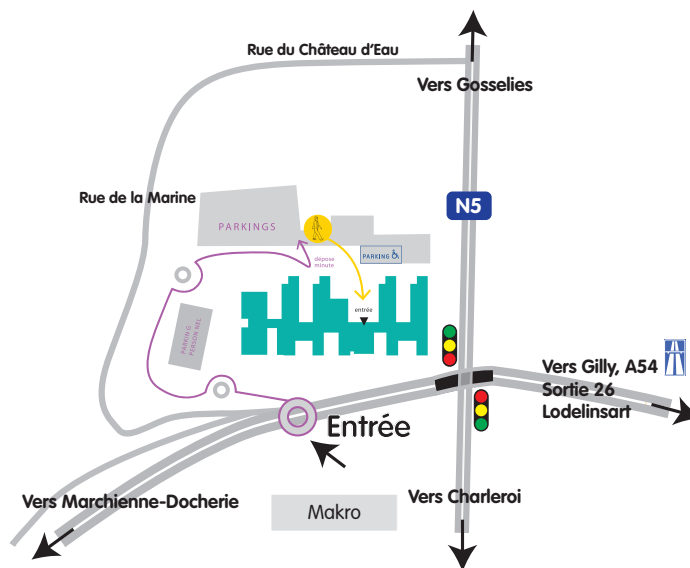 Rue du Château d'Eau
Vers Gosselies
Rue de la Marine
N5
PARKINGS
PARKING
dépose
minute
entrée
PARKING
PERSONNEL
Vers Gilly, A54
Sortie 26
Lodelinsart
Entrée
Vers Marchienne-Docherie
Vers Charleroi
Makro